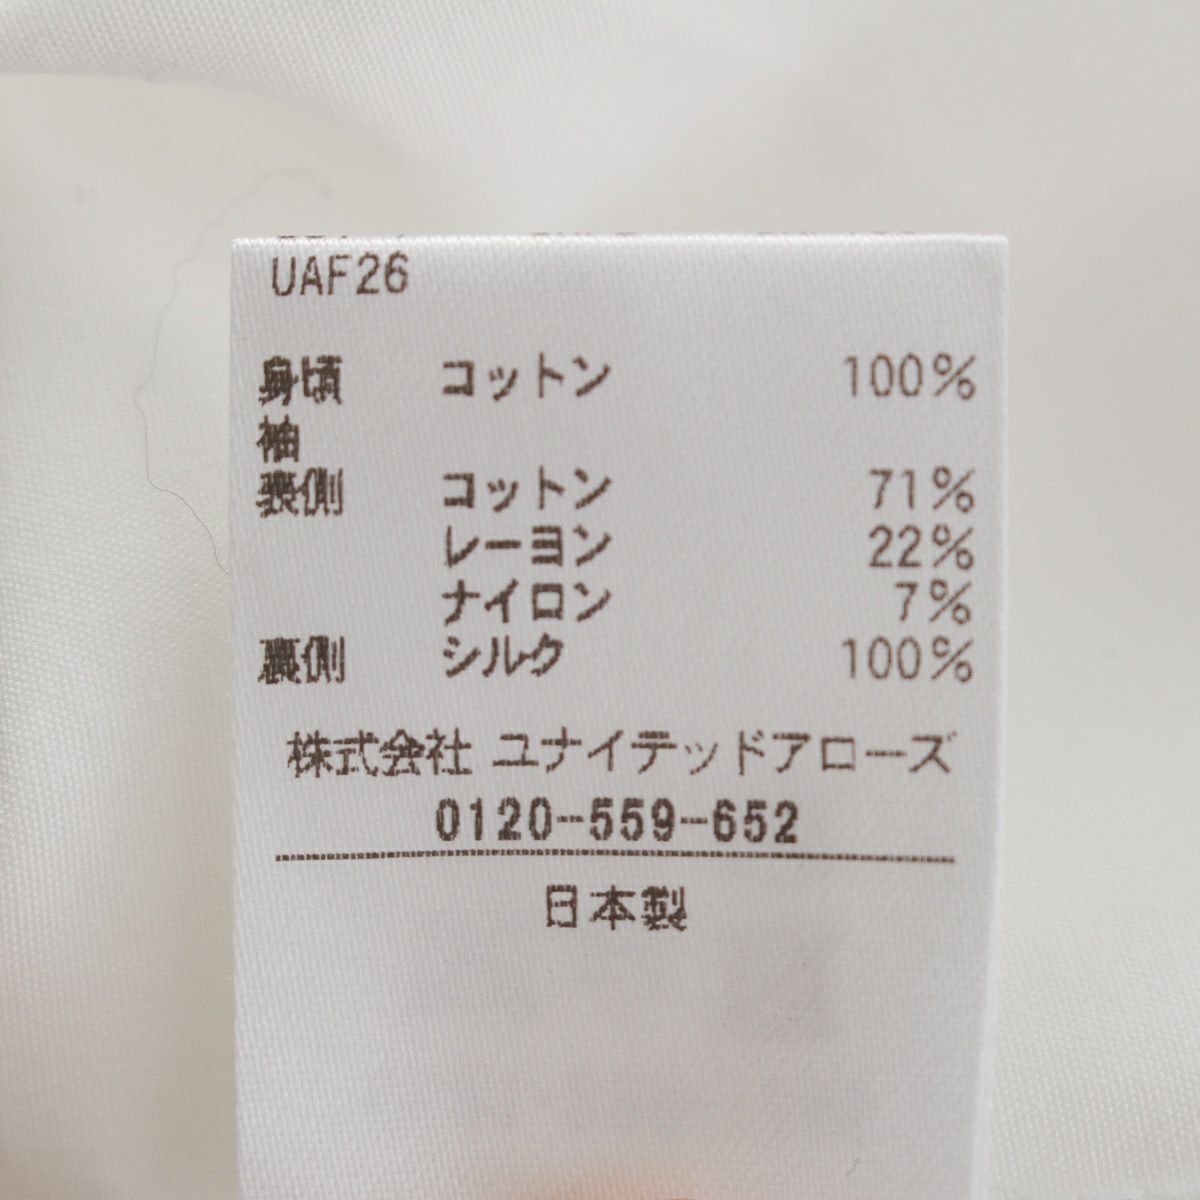 UAF26
身頃 コットン 100%
袖
表側 コットン 71%
レーヨン 22%
ナイロン 7%
裏側 シルク 100%
株式会社 ユナイテッドアローズ
0120-559-652
日本製